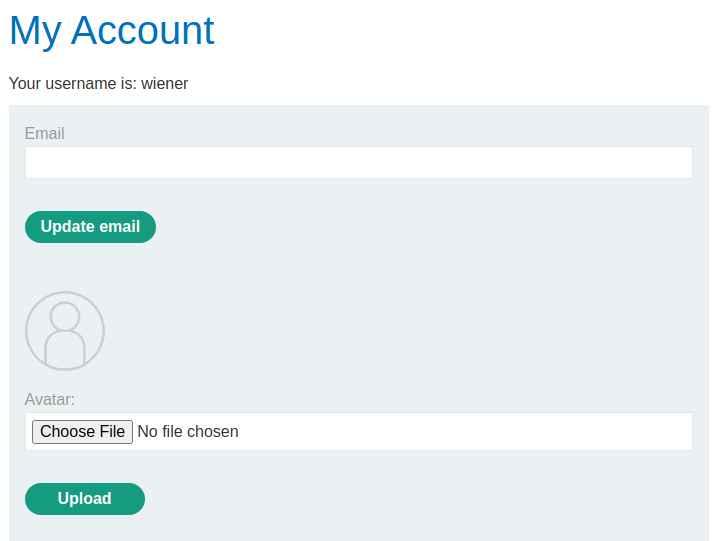 My Account
Your username is: wiener
Email
Update email
Avatar:
Choose File No file chosen
Upload